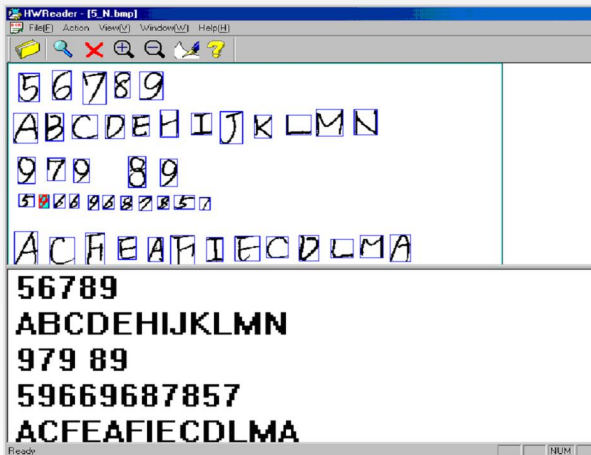 HWReader - [5_N.bmp]
File(F) Action View(V) Window(W) Help(H)
56789
ABCDEHIJKLMN
979 89
59669687857
ACFEAFIECDLMA
56789
ABCDEHIJKLMN
979 89
59669687857
ACFEAFIECDLMA
Ready NUM